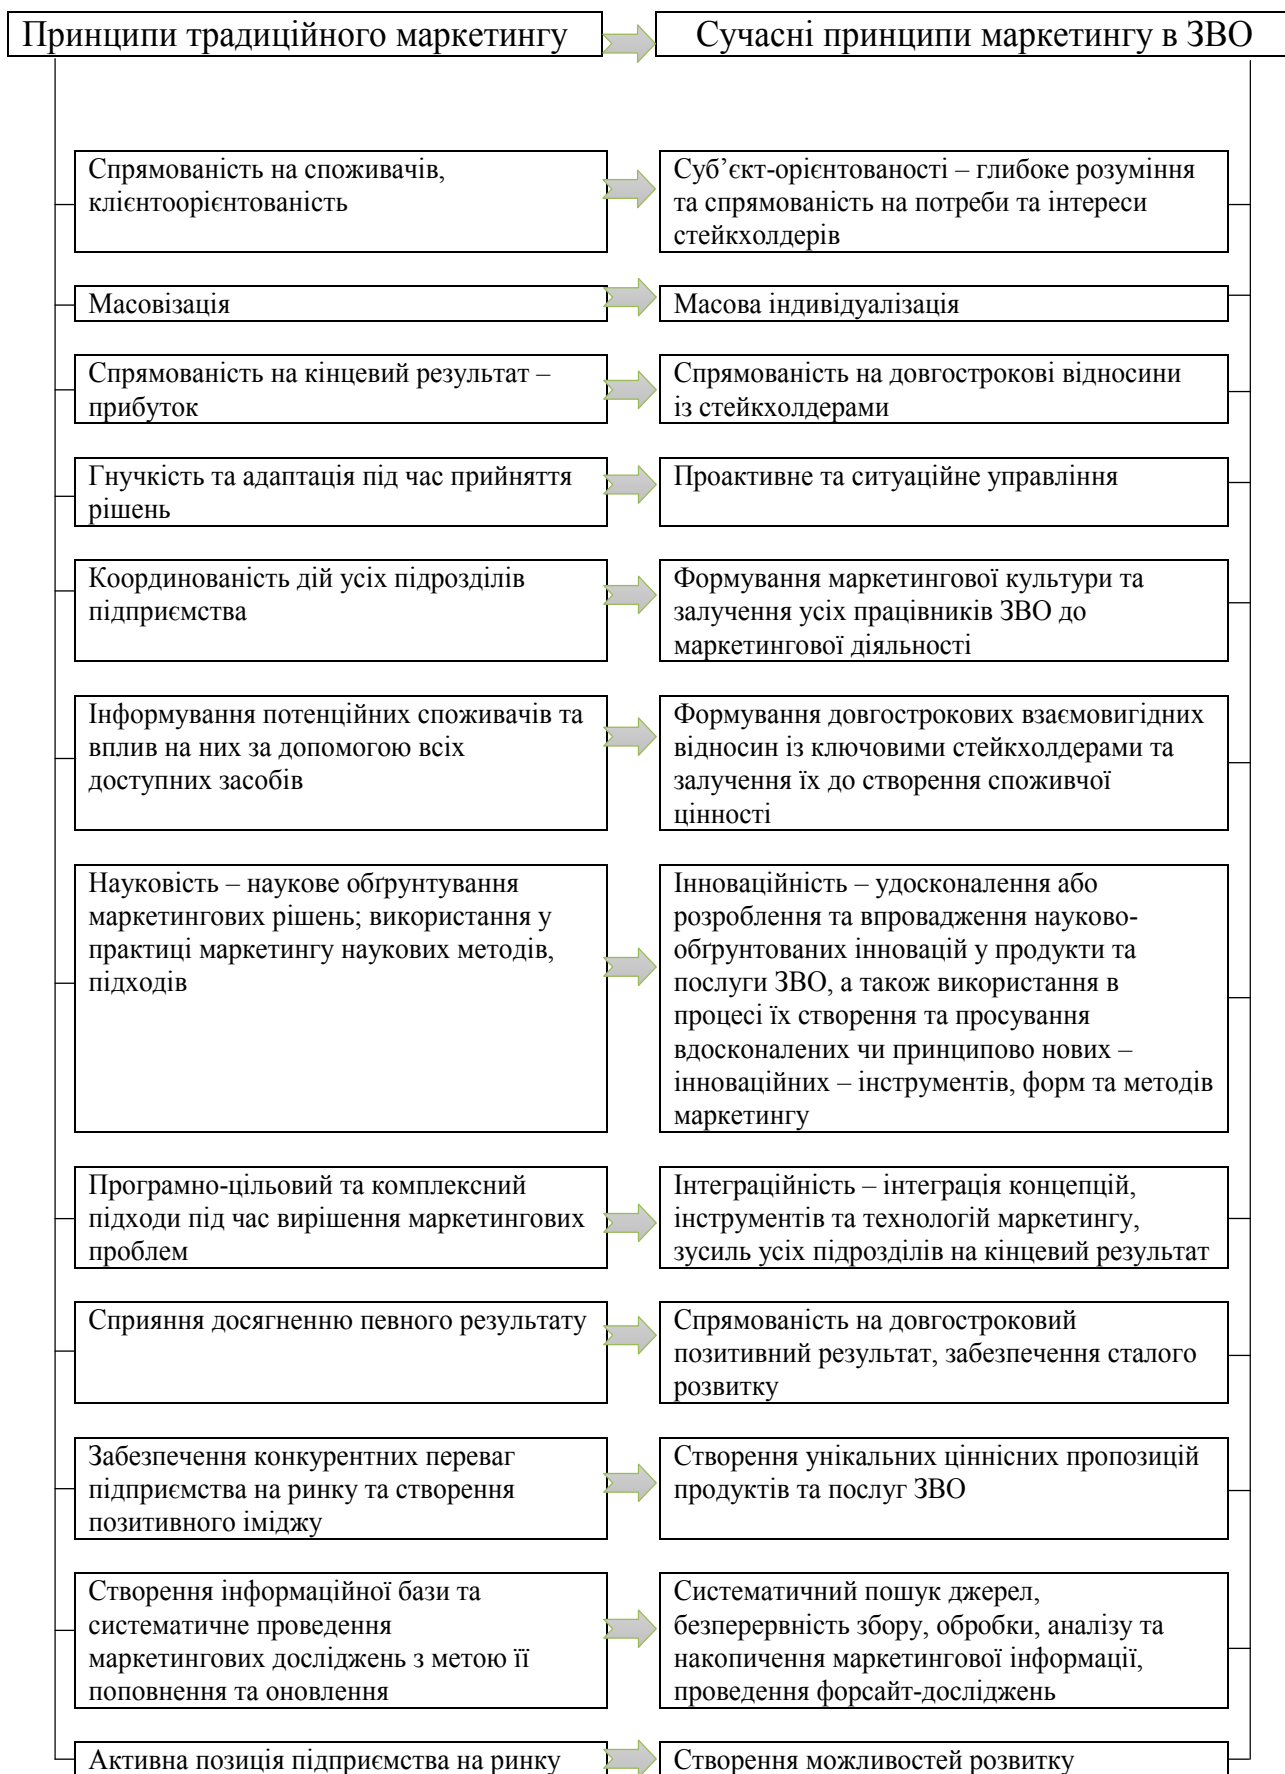 Принципи традиційного маркетингу
Сучасні принципи маркетингу в ЗВО
Спрямованість на споживачів,
клієнтоорієнтованість
Суб’єкт-орієнтованості – глибоке розуміння
та спрямованість на потреби та інтереси
стейкхолдерів
Масовізація
Масова індивідуалізація
Спрямованість на кінцевий результат –
прибуток
Спрямованість на довгострокові відносини
із стейкхолдерами
Гнучкість та адаптація під час прийняття
рішень
Проактивне та ситуаційне управління
Координованість дій усіх підрозділів
підприємства
Формування маркетингової культури та
залучення усіх працівників ЗВО до
маркетингової діяльності
Інформування потенційних споживачів та
вплив на них за допомогою всіх
доступних засобів
Формування довгострокових взаємовигідних
відносин із ключовими стейкхолдерами та
залучення їх до створення споживчої
цінності
Науковість – наукове обґрунтування
маркетингових рішень; використання у
практиці маркетингу наукових методів,
підходів
Інноваційність – удосконалення або
розроблення та впровадження науково-
обґрунтованих інновацій у продукти та
послуги ЗВО, а також використання в
процесі їх створення та просування
вдосконалених чи принципово нових –
інноваційних – інструментів, форм та методів
маркетингу
Програмно-цільовий та комплексний
підходи під час вирішення маркетингових
проблем
Інтеграційність – інтеграція концепцій,
інструментів та технологій маркетингу,
зусиль усіх підрозділів на кінцевий результат
Сприяння досягненню певного результату
Спрямованість на довгостроковий
позитивний результат, забезпечення сталого
розвитку
Забезпечення конкурентних переваг
підприємства на ринку та створення
позитивного іміджу
Створення унікальних ціннісних пропозицій
продуктів та послуг ЗВО
Створення інформаційної бази та
систематичне проведення
маркетингових досліджень з метою її
поповнення та оновлення
Систематичний пошук джерел,
безперервність збору, обробки, аналізу та
накопичення маркетингової інформації,
проведення форсайт-досліджень
Активна позиція підприємства на ринку
Створення можливостей розвитку